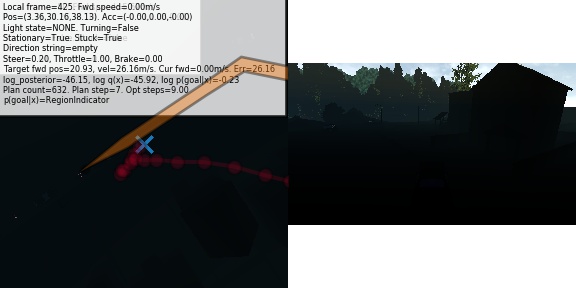 Local frame=425: Fwd speed=0.00m/s
Pos=(3.36,30.16,38.13). Acc=(-0.00,0.00,-0.00)
Light state=NONE. Turning=False
Stationary=True. Stuck=True
Direction string=empty
Steer=0.20, Throttle=1.00, Brake=0.00
Target fwd pos=20.93, vel=26.16m/s. Cur fwd=0.00m/s. Err=26.16
log_posterior=-46.15, log q(x)=-45.92, log p(goal|x)=-0.23
Plan count=632. Plan step=7. Opt steps=9.00
p(goal|x)=RegionIndicator